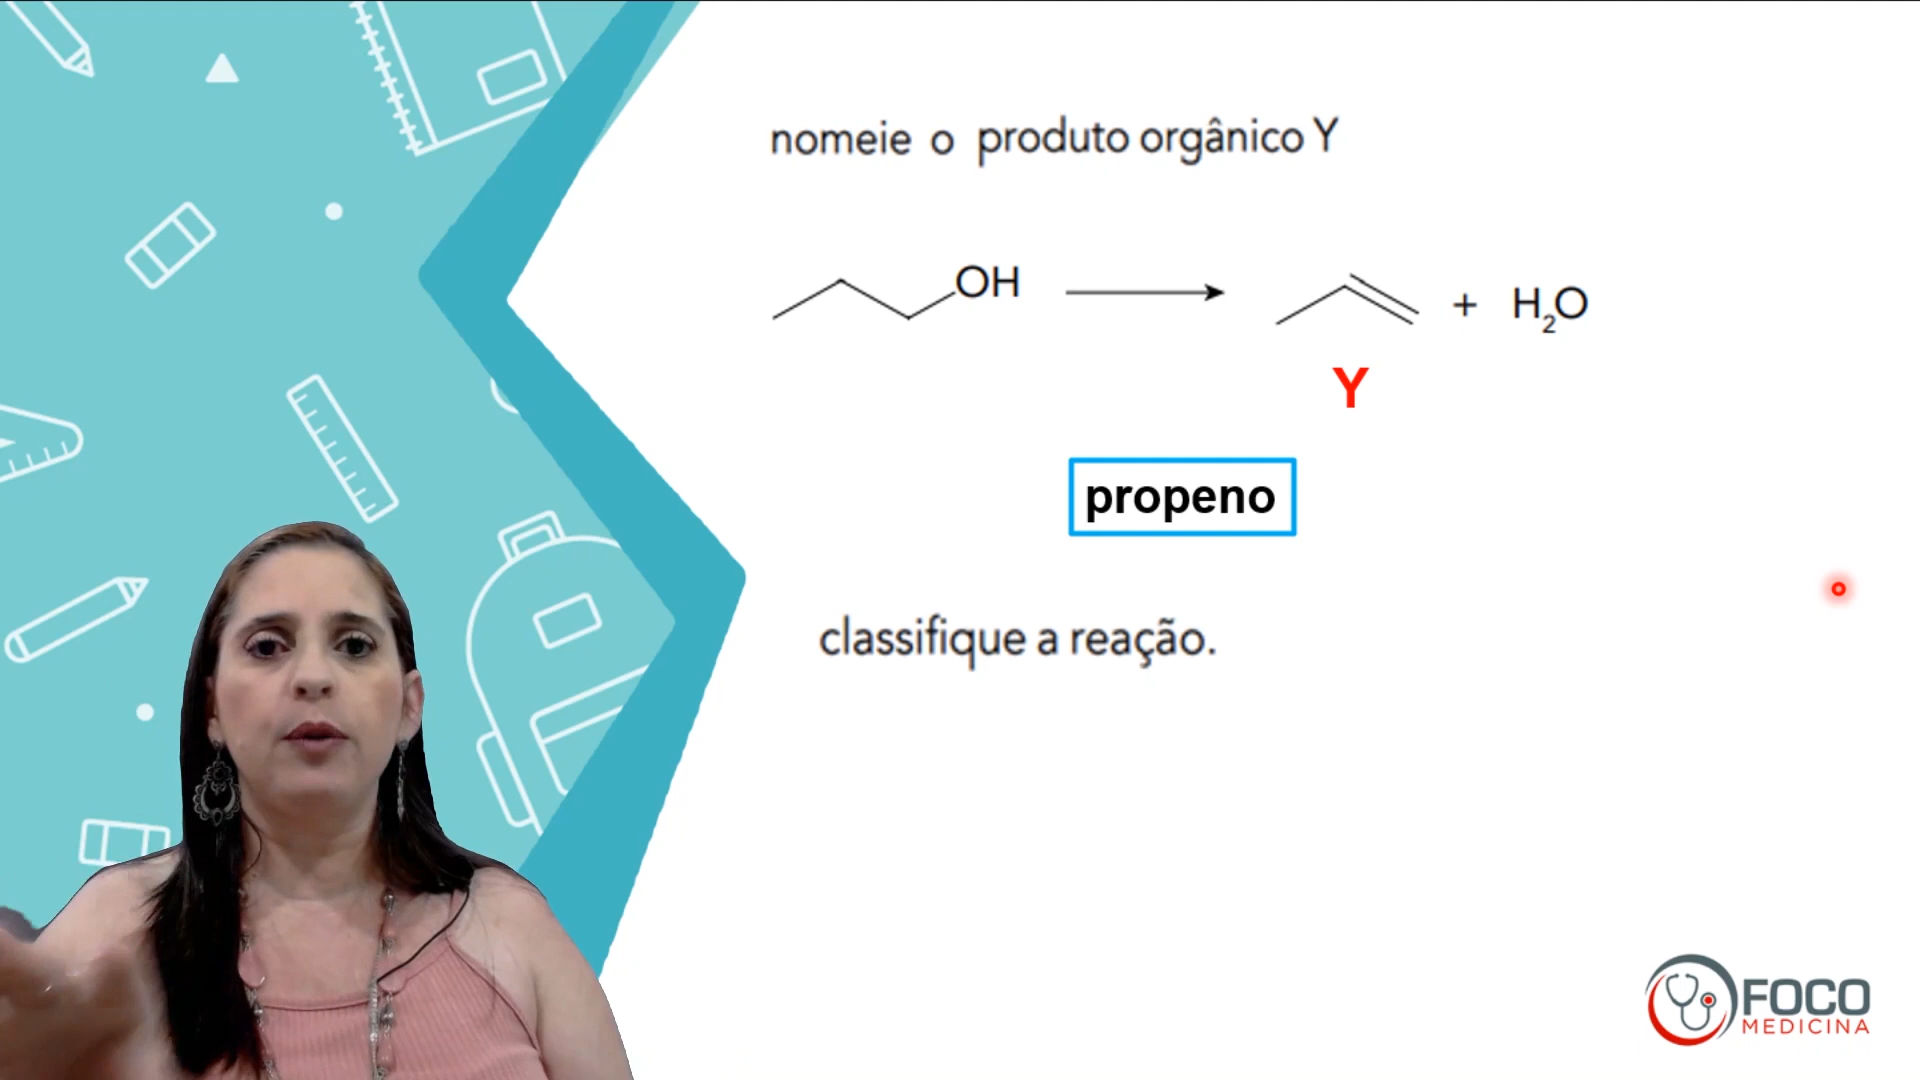 nomeie o produto orgânico Y
OH
+ H₂O
Y
propeno
classifique a reação.
FOCO
MEDICINA